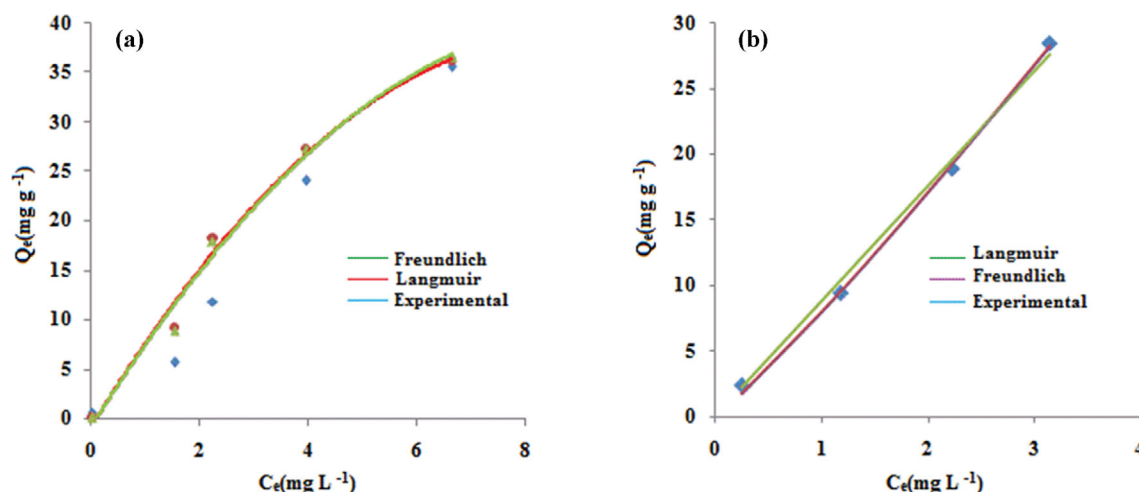 (a)
40
35
30
25
20
15
10
5
0
Qe(mg g -1)
0 2 4 6 8
Ce(mg L -1)
Freundlich
Langmuir
Experimental
(b)
30
25
20
15
10
5
0
Qe(mg g -1)
0 1 2 3 4
Ce(mg L -1)
Langmuir
Freundlich
Experimental